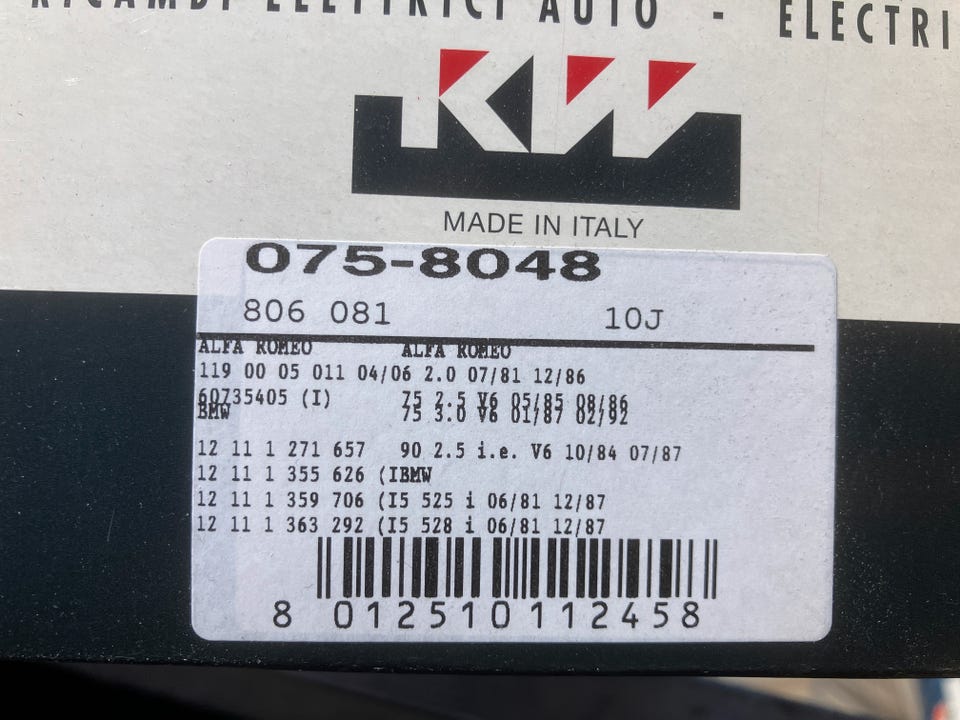 RICAMBI ELETTRICI AUTO - ELECTRI
KW
MADE IN ITALY
075-8048
806 081 10J
ALFA ROMEO ALFA ROMEO
119 00 05 011 04/06 2.0 07/81 12/86
60735405 (I) 75 2.5 V6 05/85 08/86
BMW 75 3.0 V6 01/87 02/92
12 11 1 271 657 90 2.5 i.e. V6 10/84 07/87
12 11 1 355 626 (IBMW
12 11 1 359 706 (I5 525 i 06/81 12/87
12 11 1 363 292 (I5 528 i 06/81 12/87
8 012510 112458